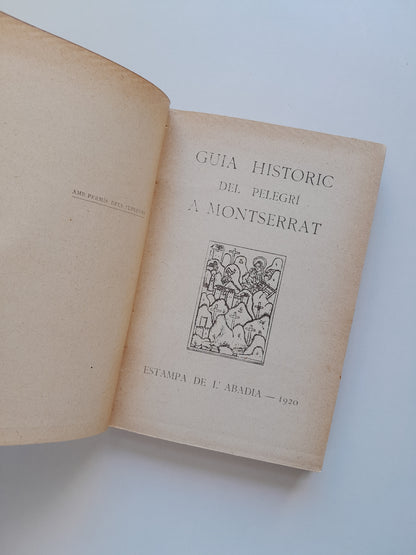 AMB PERMÍS DELS SUPERIORS
GUIA HISTORIC
DEL PELEGRÍ
A MONTSERRAT
ESTAMPA DE L'ABADIA — 1920